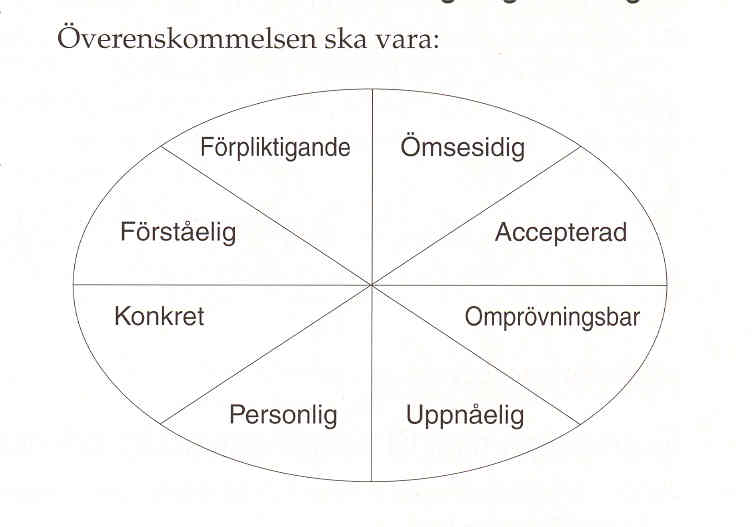 Överenskommelsen ska vara:
Förpliktigande
Ömsesidig
Förståelig
Accepterad
Konkret
Omprövningsbar
Personlig
Uppnåelig